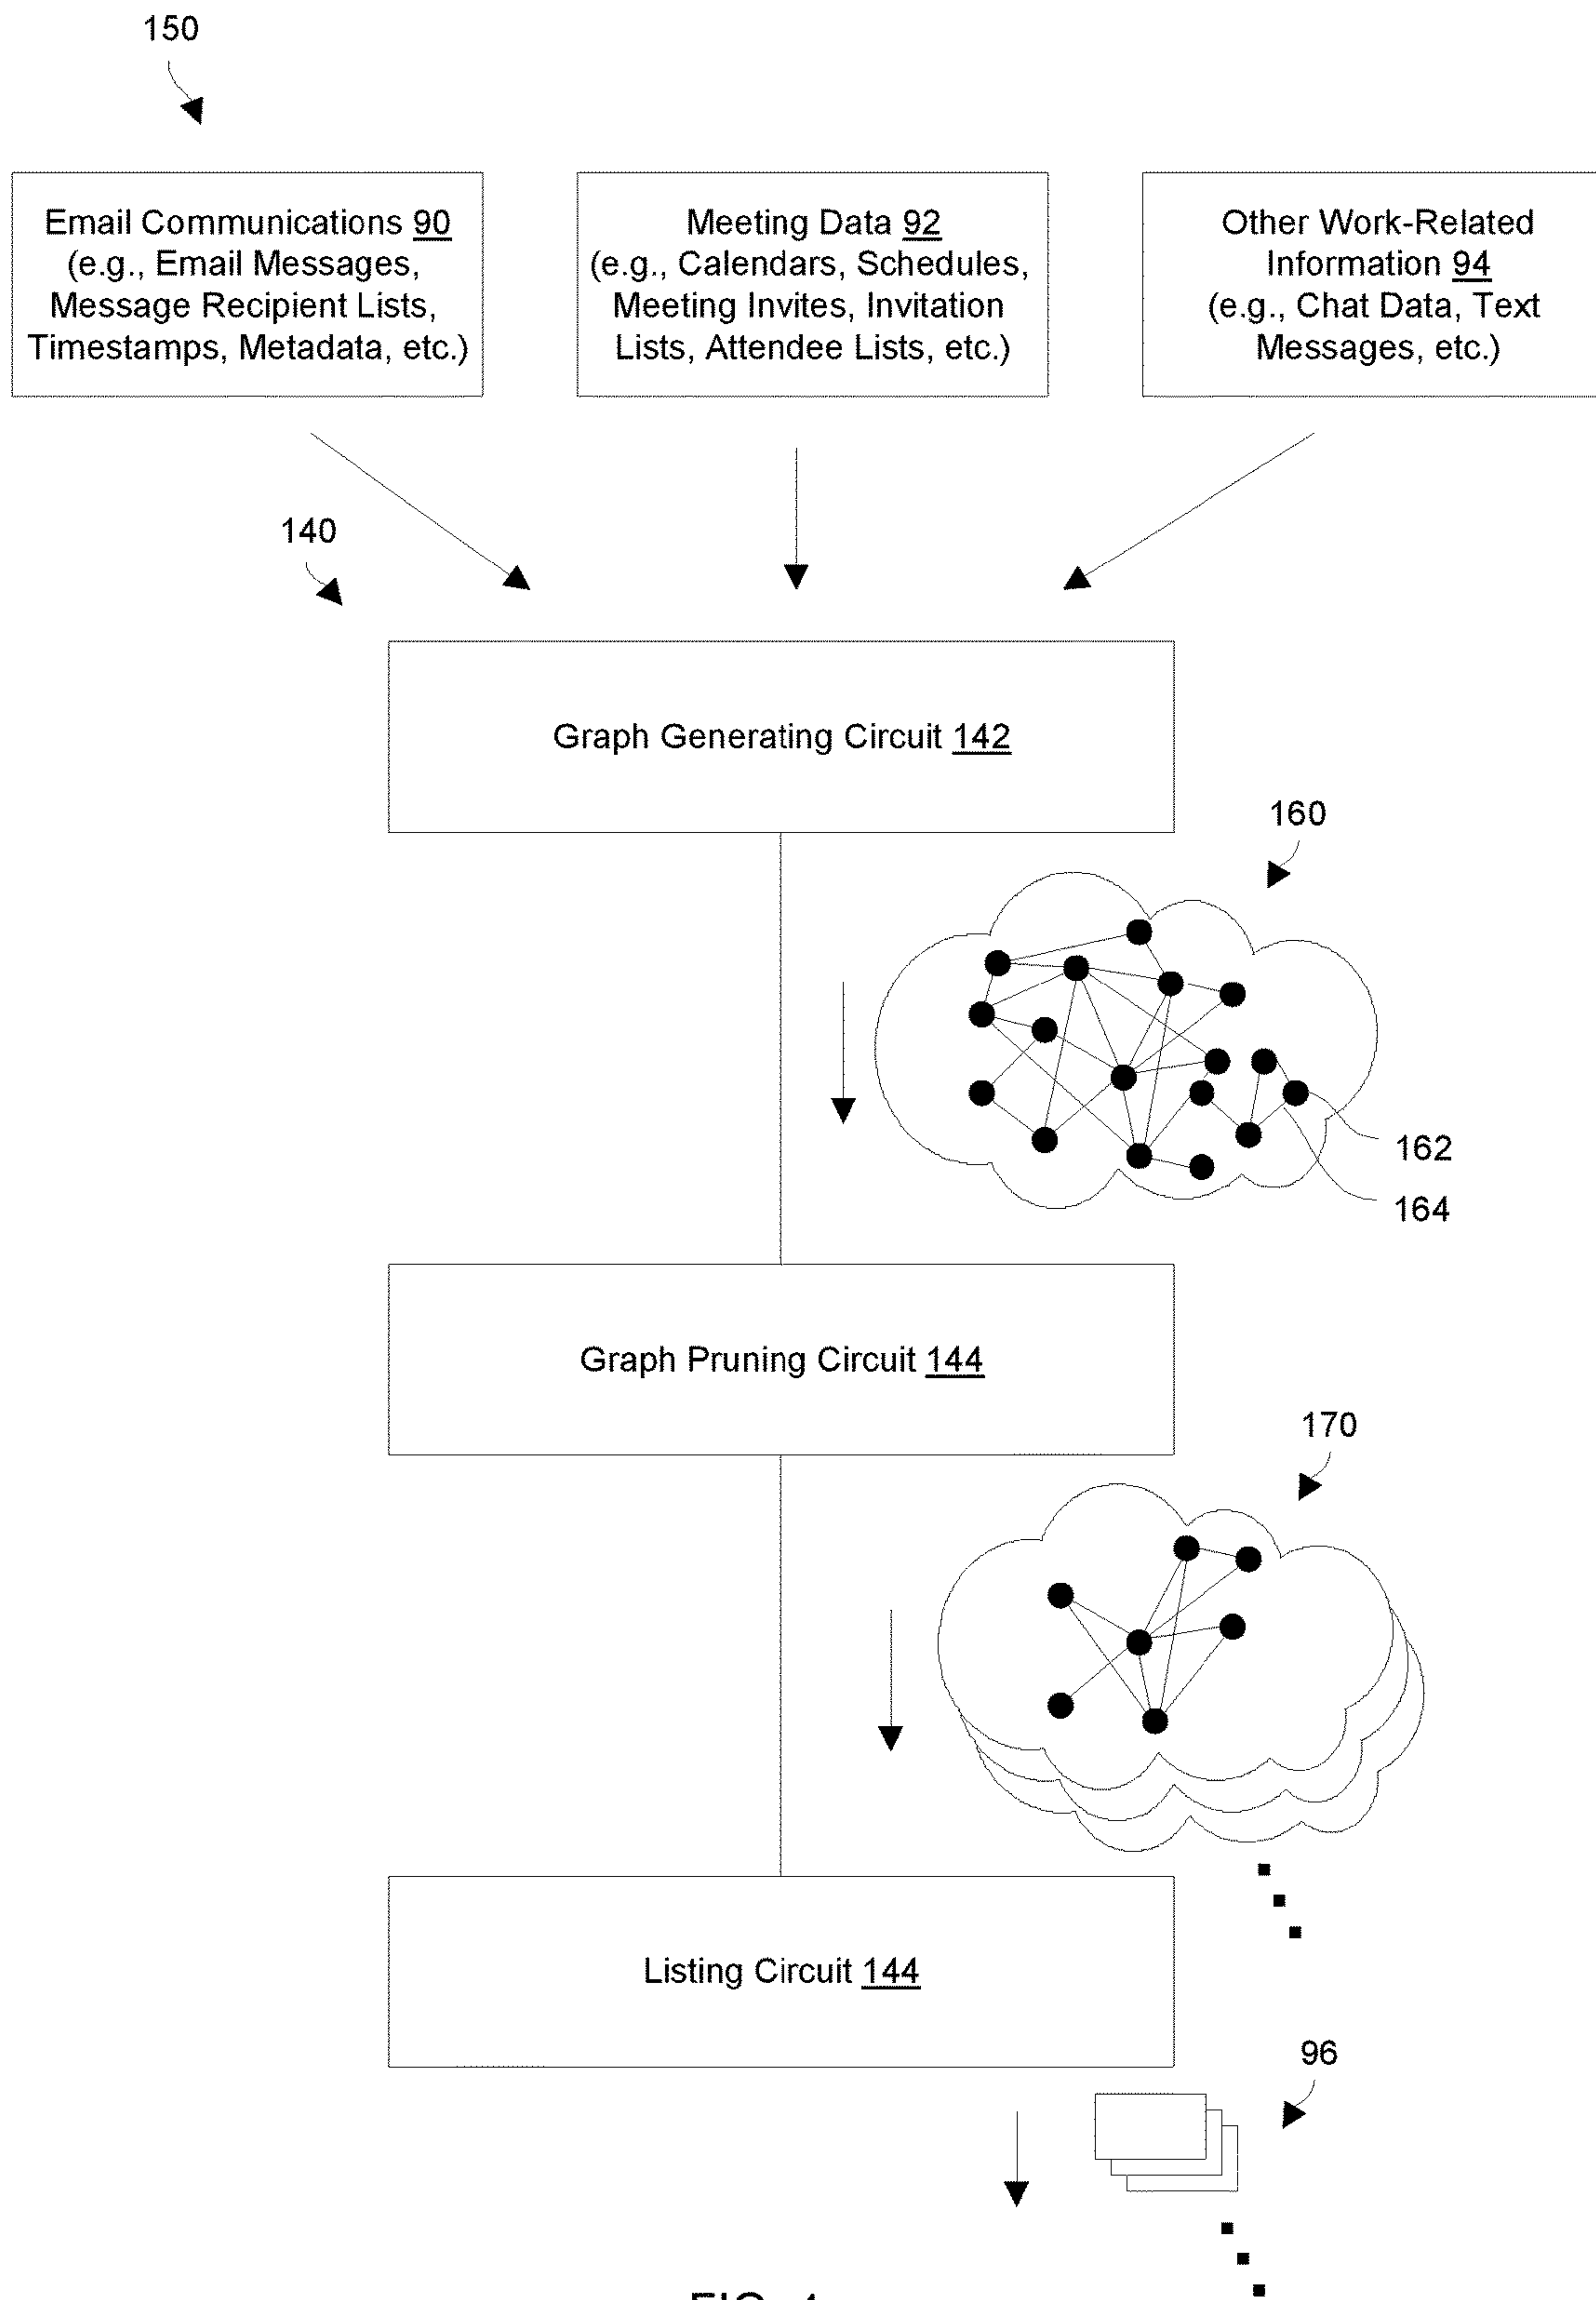 150
Email Communications 90
(e.g., Email Messages,
Message Recipient Lists,
Timestamps, Metadata, etc.)
Meeting Data 92
(e.g., Calendars, Schedules,
Meeting Invites, Invitation
Lists, Attendee Lists, etc.)
Other Work-Related
Information 94
(e.g., Chat Data, Text
Messages, etc.)
140
Graph Generating Circuit 142
160
162
164
Graph Pruning Circuit 144
170
Listing Circuit 144
96